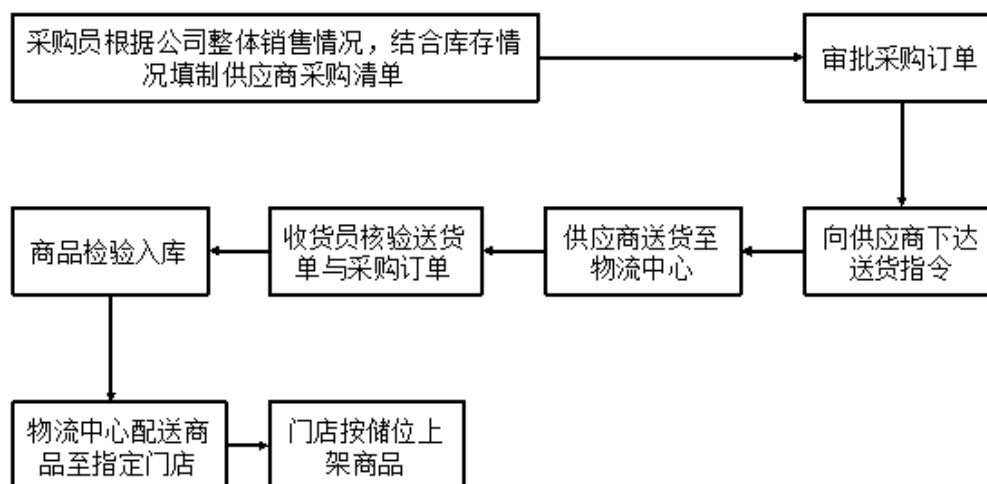 采购员根据公司整体销售情况，结合库存情
况填制供应商采购清单
审批采购订单
向供应商下达
送货指令
供应商送货至
物流中心
收货员核验送货
单与采购订单
商品检验入库
物流中心配送商
品至指定门店
门店按储位上
架商品